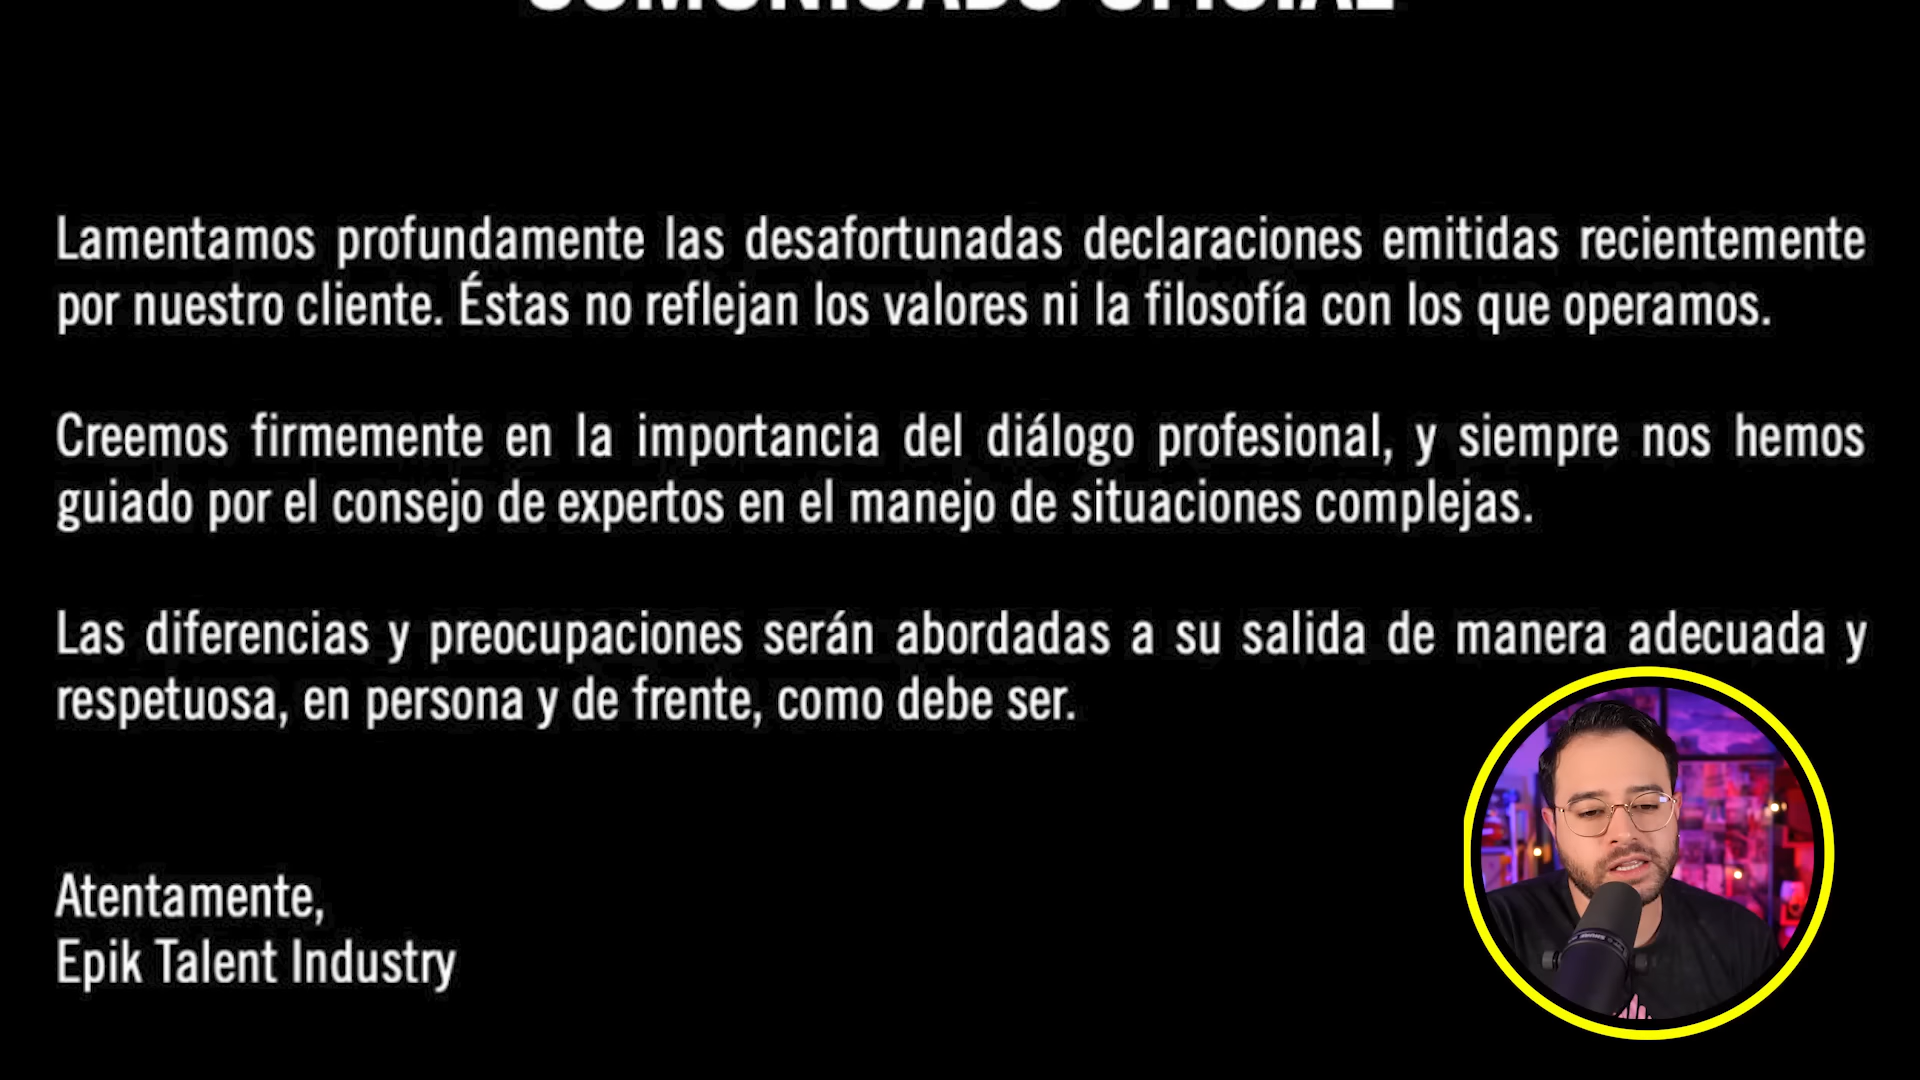 COMUNICADO OFICIAL
Lamentamos profundamente las desafortunadas declaraciones emitidas recientemente
por nuestro cliente. Éstas no reflejan los valores ni la filosofía con los que operamos.
Creemos firmemente en la importancia del diálogo profesional, y siempre nos hemos
guiado por el consejo de expertos en el manejo de situaciones complejas.
Las diferencias y preocupaciones serán abordadas a su salida de manera adecuada y
respetuosa, en persona y de frente, como debe ser.
Atentamente,
Epik Talent Industry